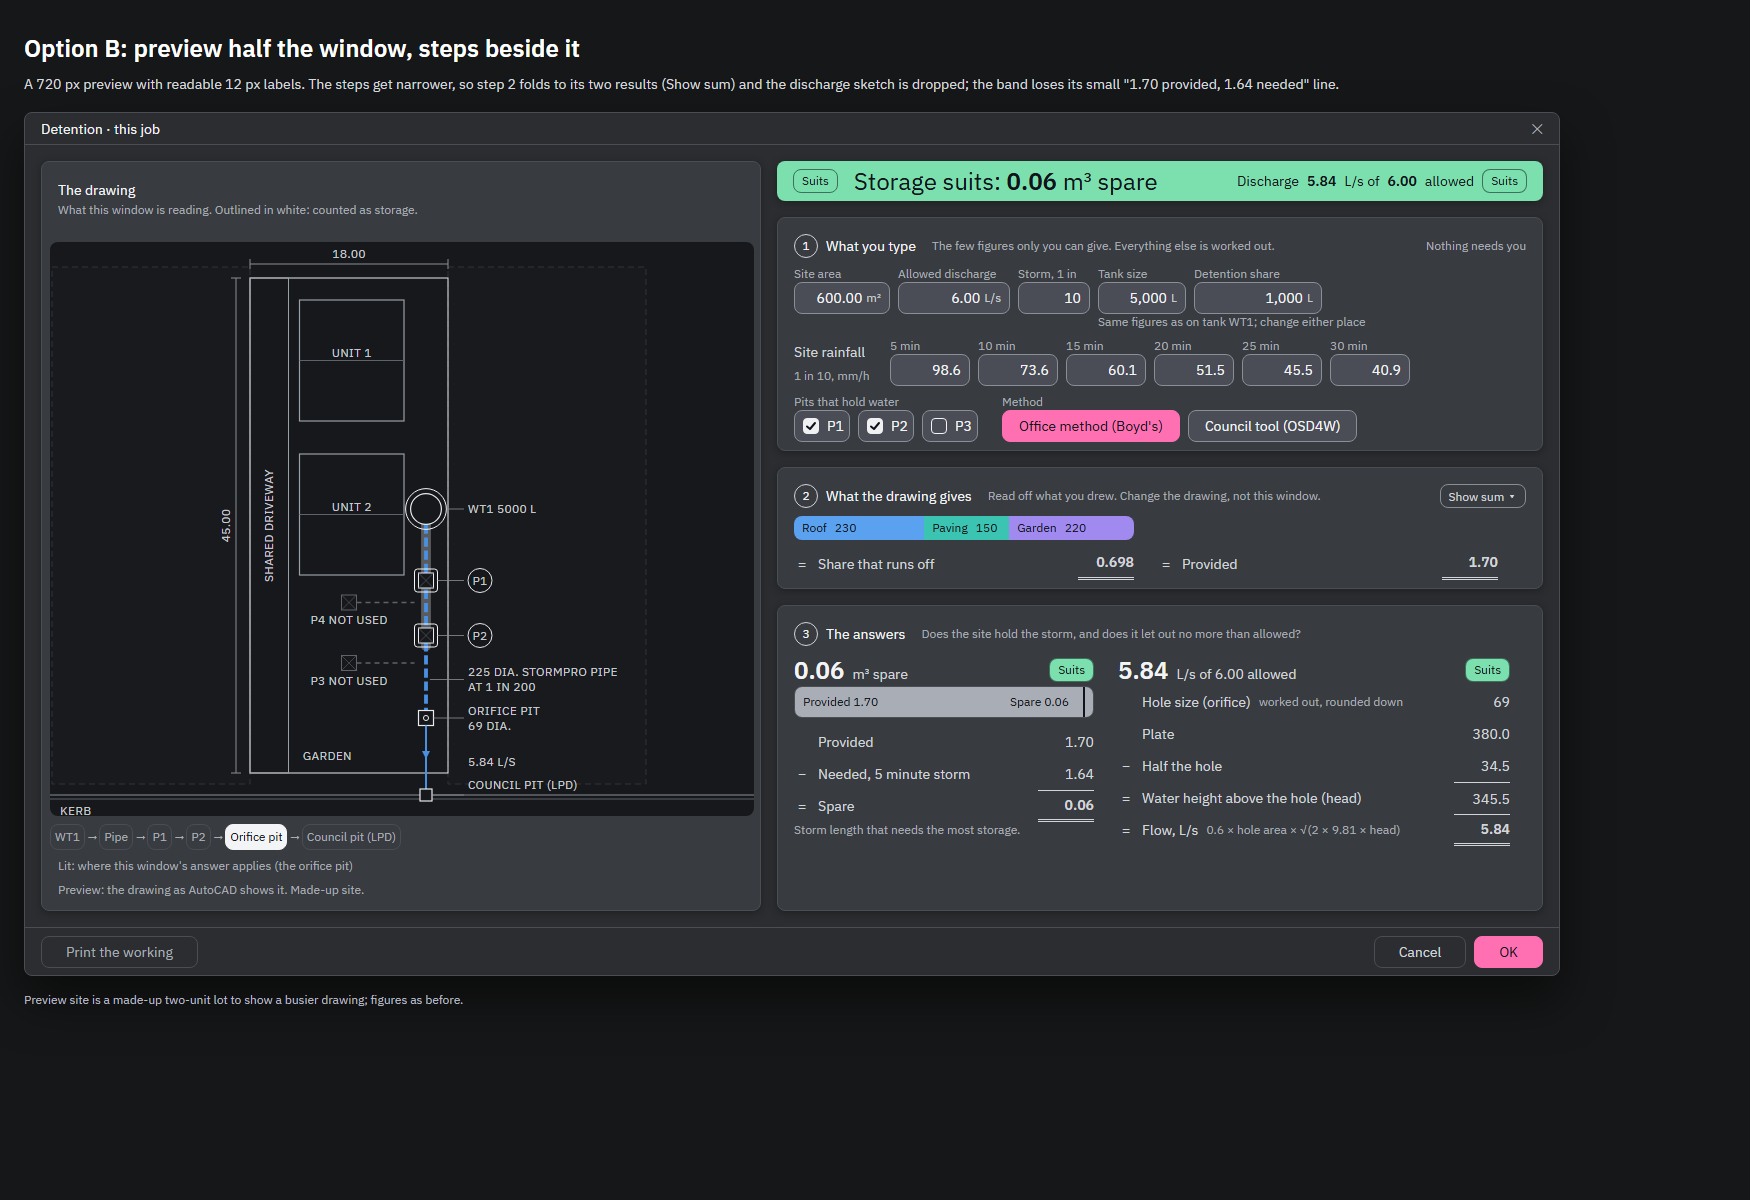 Option B: preview half the window, steps beside it
A 720 px preview with readable 12 px labels. The steps get narrower, so step 2 folds to its two results (Show sum) and the discharge sketch is dropped; the band loses its small "1.70 provided, 1.64 needed" line.
Detention · this job
The drawing
What this window is reading. Outlined in white: counted as storage.
18.00
UNIT 1
UNIT 2
45.00
SHARED DRIVEWAY
WT1 5000 L
P1
P4 NOT USED
P2
P3 NOT USED
225 DIA. STORMPRO PIPE
AT 1 IN 200
ORIFICE PIT
69 DIA.
GARDEN
5.84 L/S
COUNCIL PIT (LPD)
KERB
WT1 → Pipe → P1 → P2 → Orifice pit → Council pit (LPD)
Lit: where this window's answer applies (the orifice pit)
Preview: the drawing as AutoCAD shows it. Made-up site.
Suits Storage suits: 0.06 m³ spare Discharge 5.84 L/s of 6.00 allowed Suits
1 What you type The few figures only you can give. Everything else is worked out. Nothing needs you
Site area Allowed discharge Storm, 1 in Tank size Detention share
600.00 m² 6.00 L/s 10 5,000 L 1,000 L
Same figures as on tank WT1; change either place
5 min 10 min 15 min 20 min 25 min 30 min
Site rainfall
1 in 10, mm/h 98.6 73.6 60.1 51.5 45.5 40.9
Pits that hold water Method
P1 P2 P3 Office method (Boyd's) Council tool (OSD4W)
2 What the drawing gives Read off what you drew. Change the drawing, not this window. Show sum ▾
Roof 230 Paving 150 Garden 220
= Share that runs off 0.698 = Provided 1.70
3 The answers Does the site hold the storm, and does it let out no more than allowed?
0.06 m³ spare Suits
Provided 1.70 Spare 0.06
Provided 1.70
− Needed, 5 minute storm 1.64
= Spare 0.06
Storm length that needs the most storage.
5.84 L/s of 6.00 allowed Suits
Hole size (orifice) worked out, rounded down 69
Plate 380.0
− Half the hole 34.5
= Water height above the hole (head) 345.5
= Flow, L/s 0.6 × hole area × √(2 × 9.81 × head) 5.84
Print the working Cancel OK
Preview site is a made-up two-unit lot to show a busier drawing; figures as before.